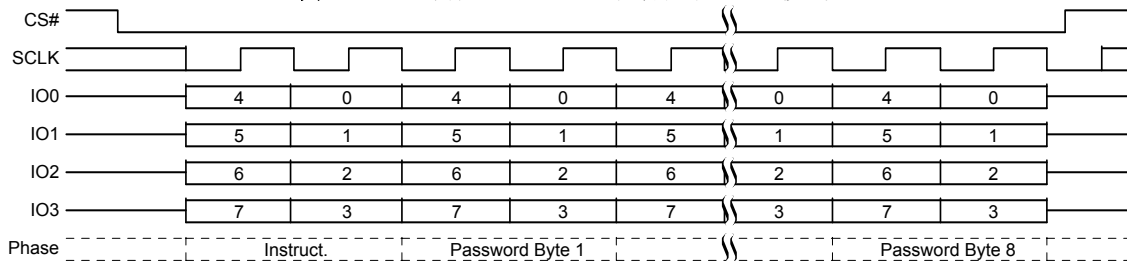 CS#
SCLK
IO0 4 0 4 0 4 0 4 0
IO1 5 1 5 1 5 1 5 1
IO2 6 2 6 2 6 2 6 2
IO3 7 3 7 3 7 3 7 3
Phase Instruct. Password Byte 1 Password Byte 8